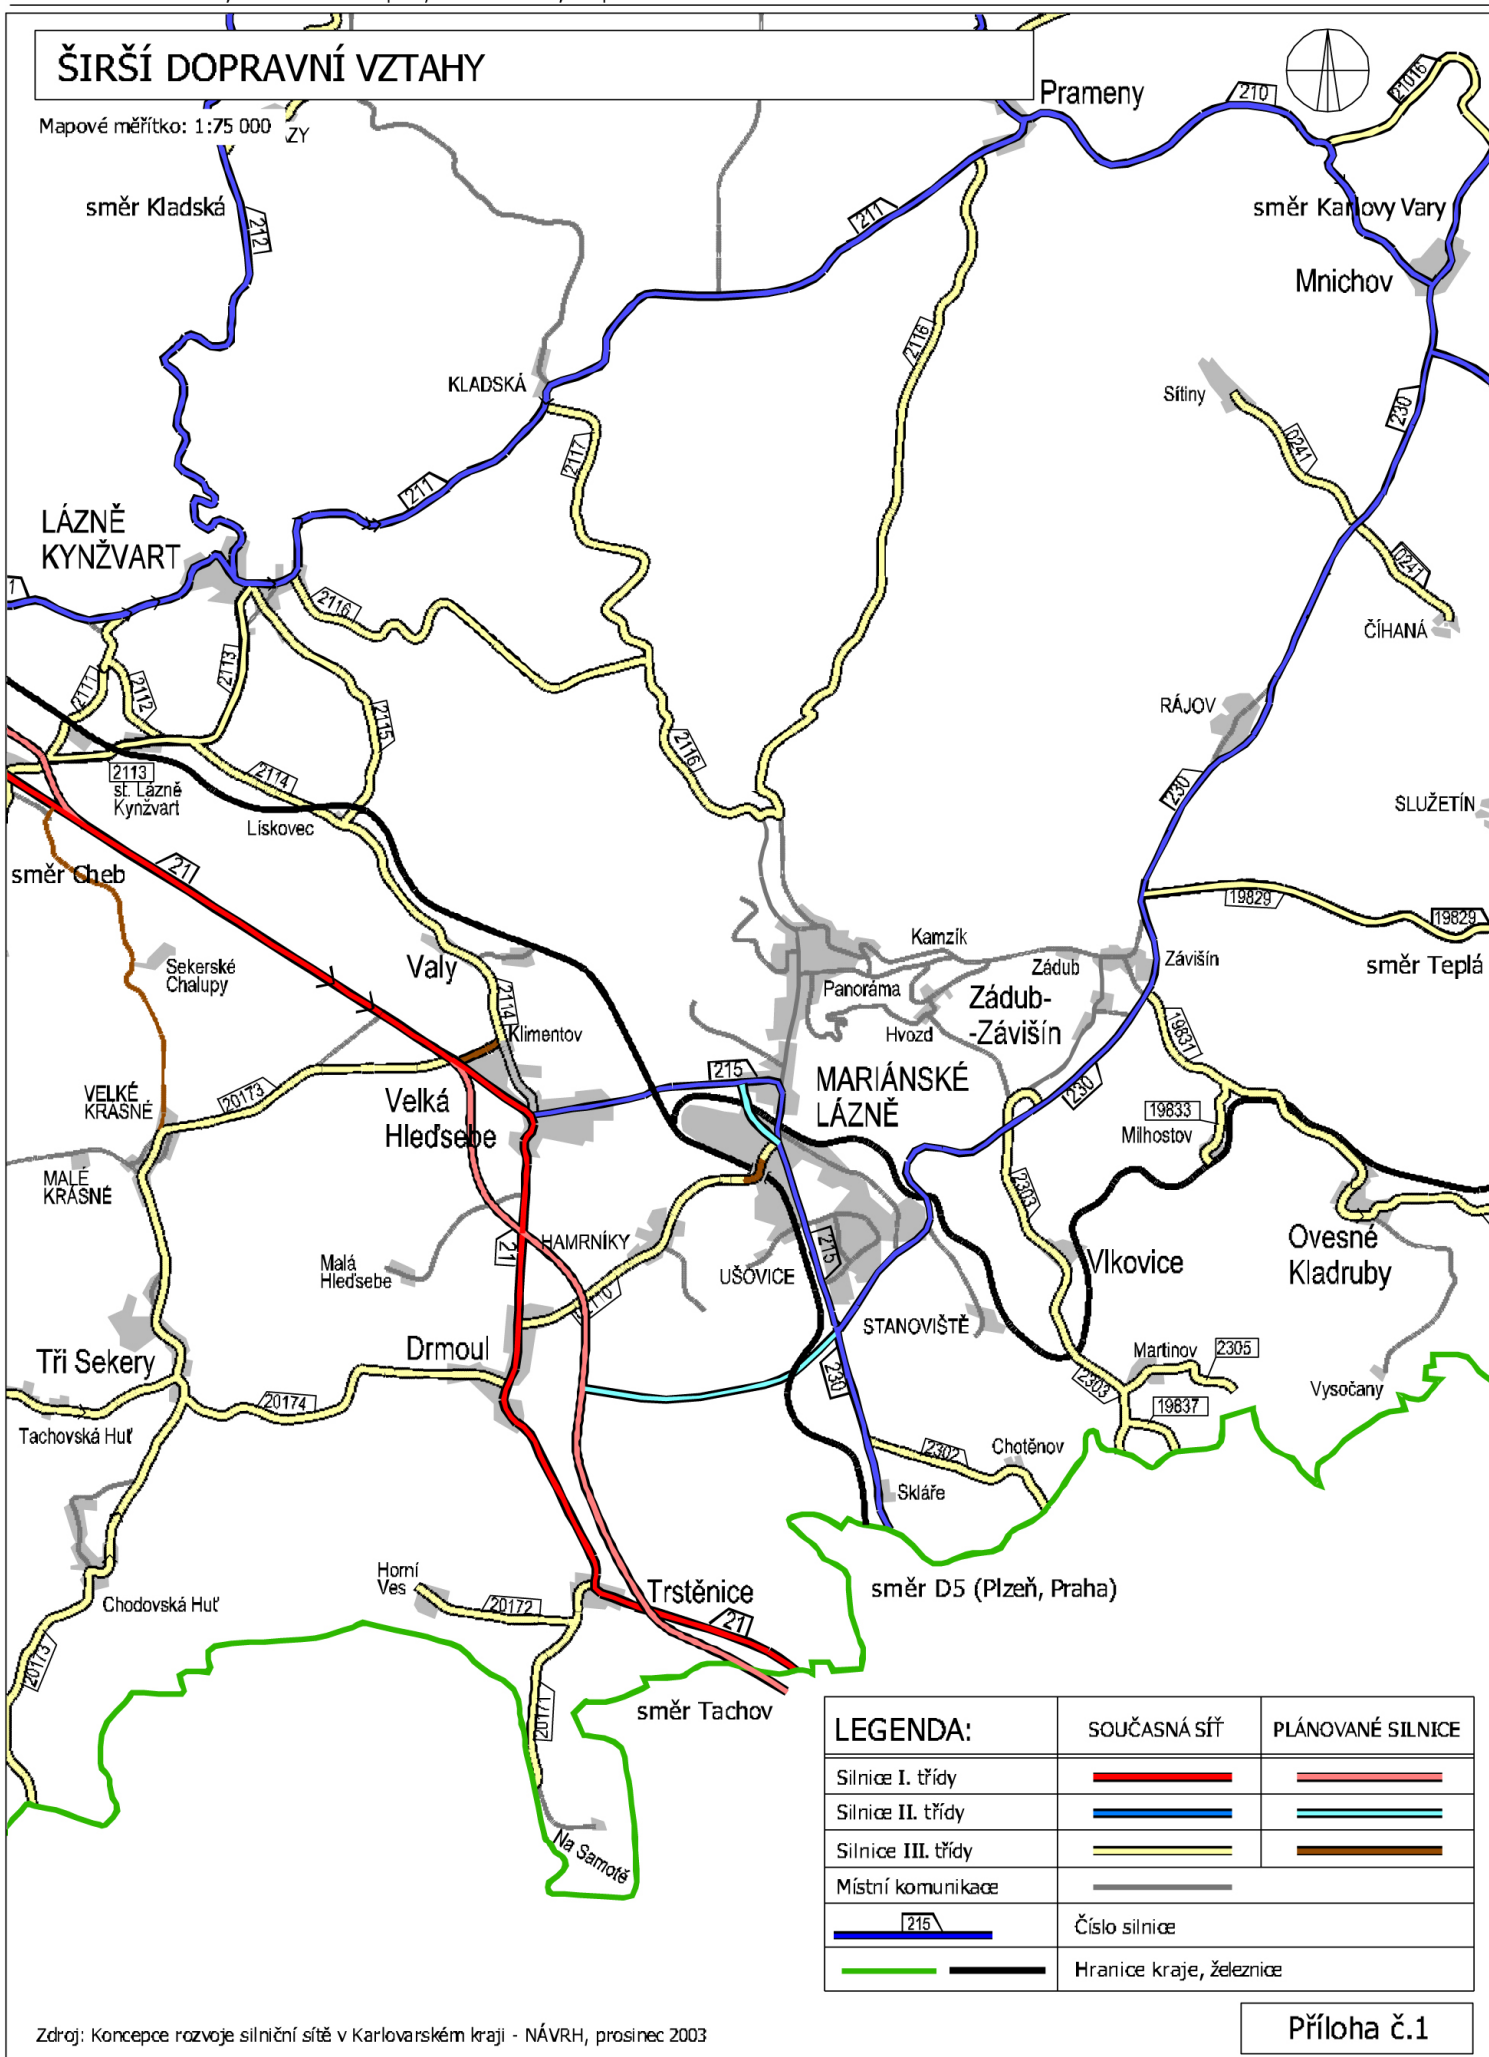 ŠIRŠÍ DOPRAVNÍ VZTAHY
Mapové měřítko: 1:75 000
ZY
Prameny
210
21016
směr Kladská
212
211
směr Karlovy Vary
Mnichov
2116
KLADSKÁ
Sítiny
230
0241
2117
211
LÁZNĚ
KYNŽVART
1
2116
0241
ČÍHANÁ
2113
2111
2112
2115
RÁJOV
2116
2113
st. Lázně
Kynžvart
2114
230
Lískovec
SLUŽETÍN
21
směr Cheb
19829
19829
Kamzík
Valy
Sekerské
Chalupy
Zádub
Závišín
směr Teplá
Panoráma
2114
Zádub-
-Závišín
Klimentov
Hvozd
19831
215
MARIÁNSKÉ
LÁZNĚ
230
VELKÉ
KRÁSNÉ
20173
Velká
Hleďsebe
19833
Milhostov
MALÉ
KRÁSNÉ
2303
21
HAMRNÍKY
215
Ovesné
Kladruby
Malá
Hleďsebe
UŠOVICE
Vlkovice
2110
STANOVIŠTĚ
Drmoul
Tři Sekery
Martinov
2305
230
2303
Vysočany
20174
19837
Tachovská Huť
2302
Chotěnov
Skláře
Horní
Ves
směr D5 (Plzeň, Praha)
Trstěnice
Chodovská Huť
20172
21
20173
20171
směr Tachov
Na Samotě
LEGENDA:
SOUČASNÁ SÍŤ
PLÁNOVANÉ SILNICE
Silnice I. třídy
Silnice II. třídy
Silnice III. třídy
Místní komunikace
215
Číslo silnice
Hranice kraje, železnice
Zdroj: Koncepce rozvoje silniční sítě v Karlovarském kraji - NÁVRH, prosinec 2003
Příloha č.1